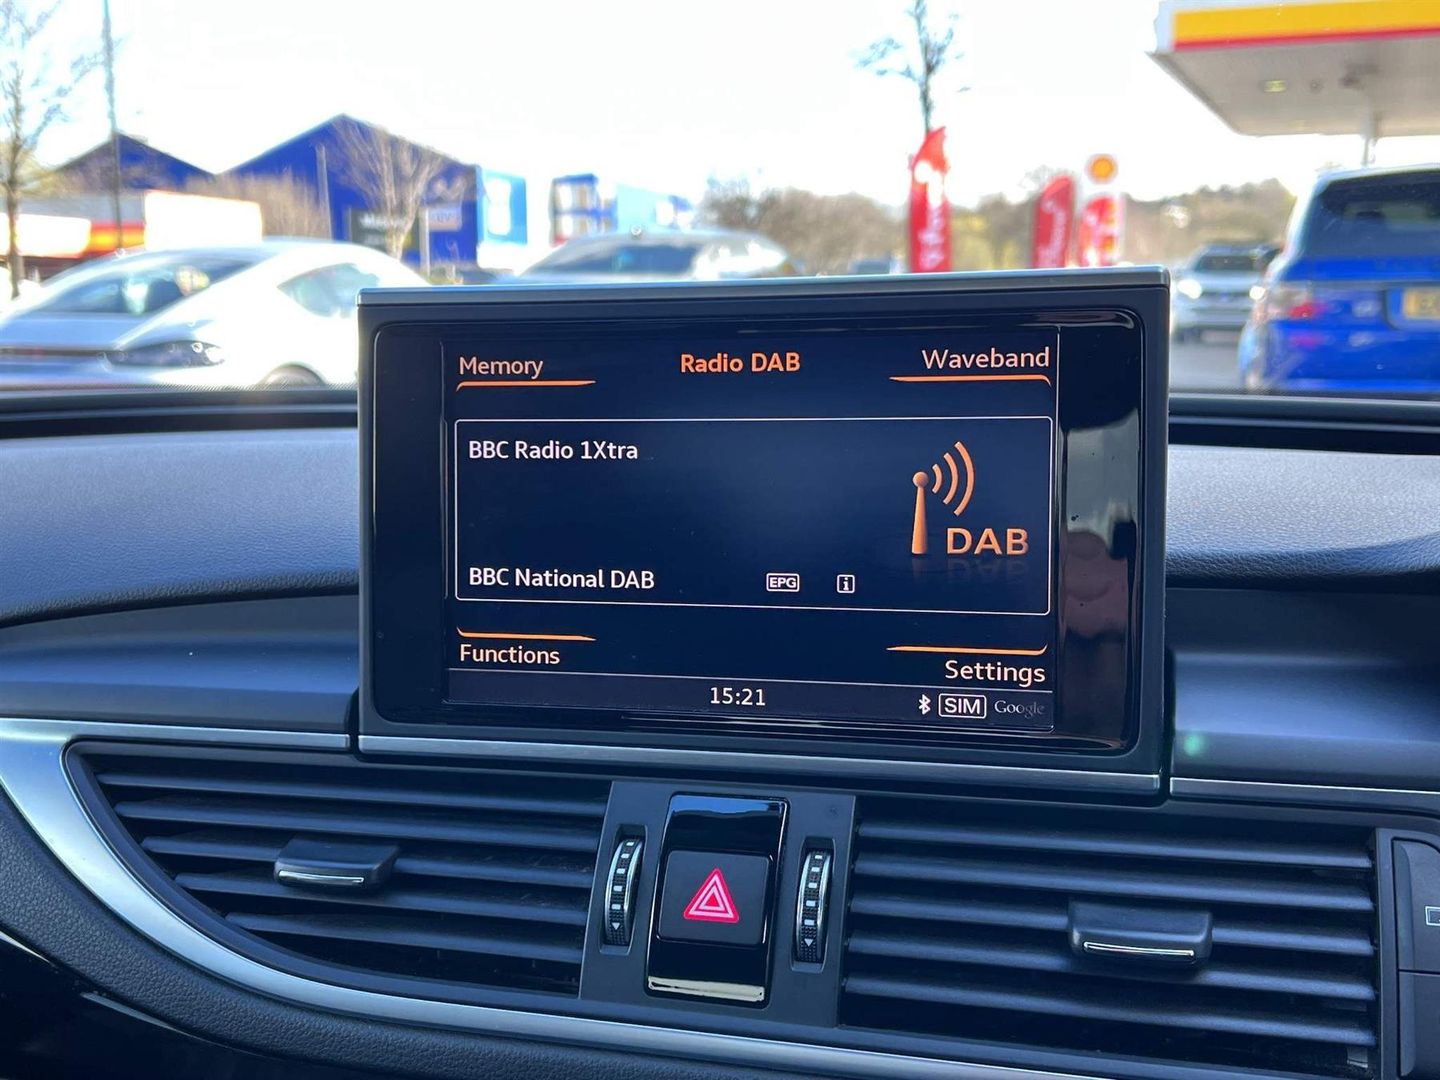 Memory
Radio DAB
Waveband
BBC Radio 1Xtra
DAB
BBC National DAB
EPG
i
Functions
Settings
15:21
SIM
Google